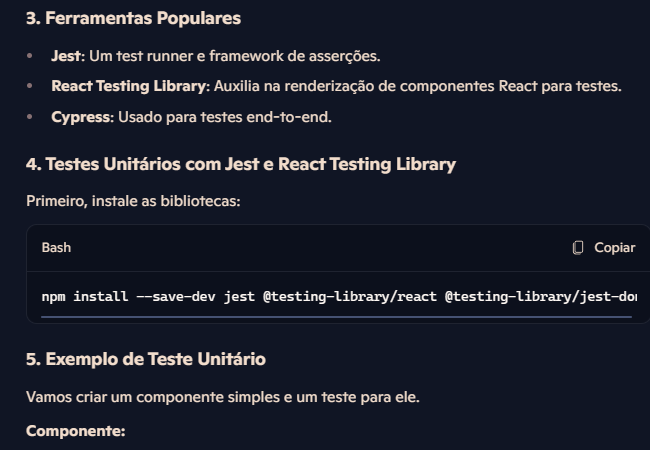 3. Ferramentas Populares
• Jest: Um test runner e framework de asserções.
• React Testing Library: Auxilia na renderização de componentes React para testes.
• Cypress: Usado para testes end-to-end.
4. Testes Unitários com Jest e React Testing Library
Primeiro, instale as bibliotecas:
Bash
Copiar
npm install --save-dev jest @testing-library/react @testing-library/jest-do
5. Exemplo de Teste Unitário
Vamos criar um componente simples e um teste para ele.
Componente: